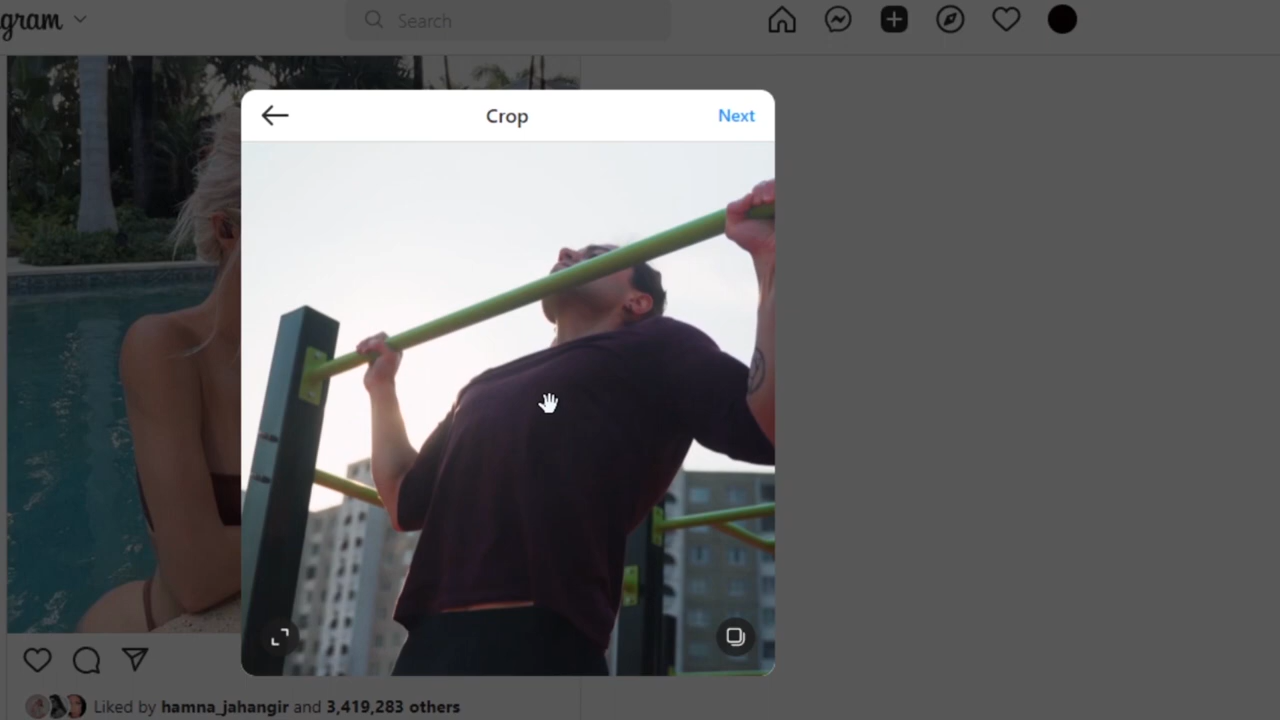 gram
Search
Crop
Next
Liked by hamna_jahangir and 3,419,283 others